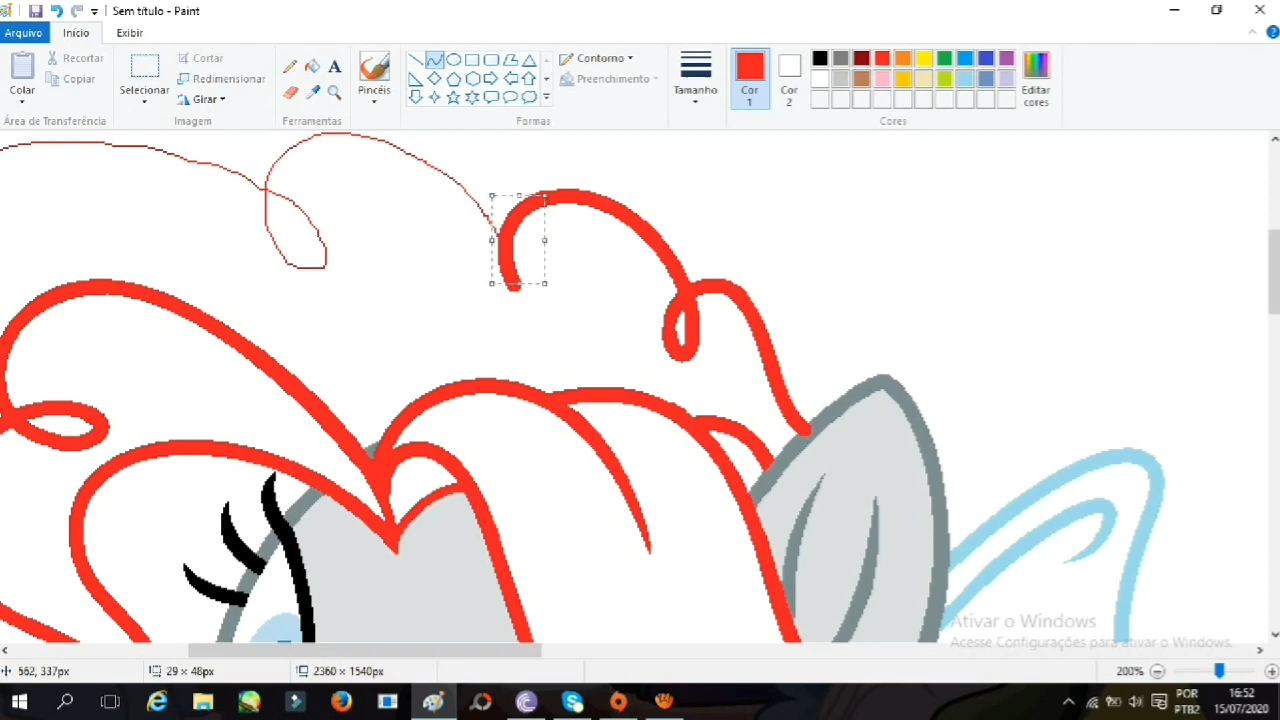 Sem título - Paint
Arquivo Início Exibir
Colar
Recortar
Copiar
Área de Transferência
Selecionar
Cortar
Redimensionar
Girar
Imagem
A
Ferramentas
Pincéis
Contorno
Preenchimento
Formas
Tamanho
Cor 1
Cor 2
Editar cores
Cores
Ativar o Windows
Acesse Configurações para ativar o Windows.
562, 337px 29 × 48px 2360 × 1540px 200%
POR 16:52
PTB2 15/07/2020